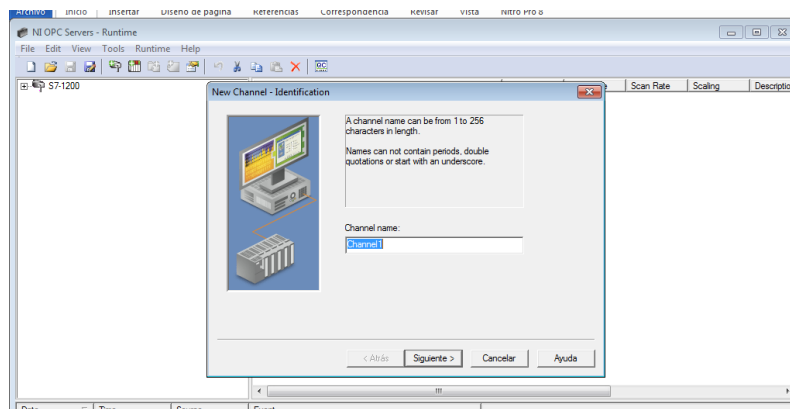 Archivo Inicio Insertar Diseño de página Referencias Correspondencia Revisar Vista Nitro Pro 8
NI OPC Servers - Runtime
File Edit View Tools Runtime Help
S7-1200
Scan Rate Scaling Descriptio
New Channel - Identification
A channel name can be from 1 to 256
characters in length.
Names can not contain periods, double
quotations or start with an underscore.
Channel name:
Channel1
< Atrás Siguiente > Cancelar Ayuda
Date Time Source Event